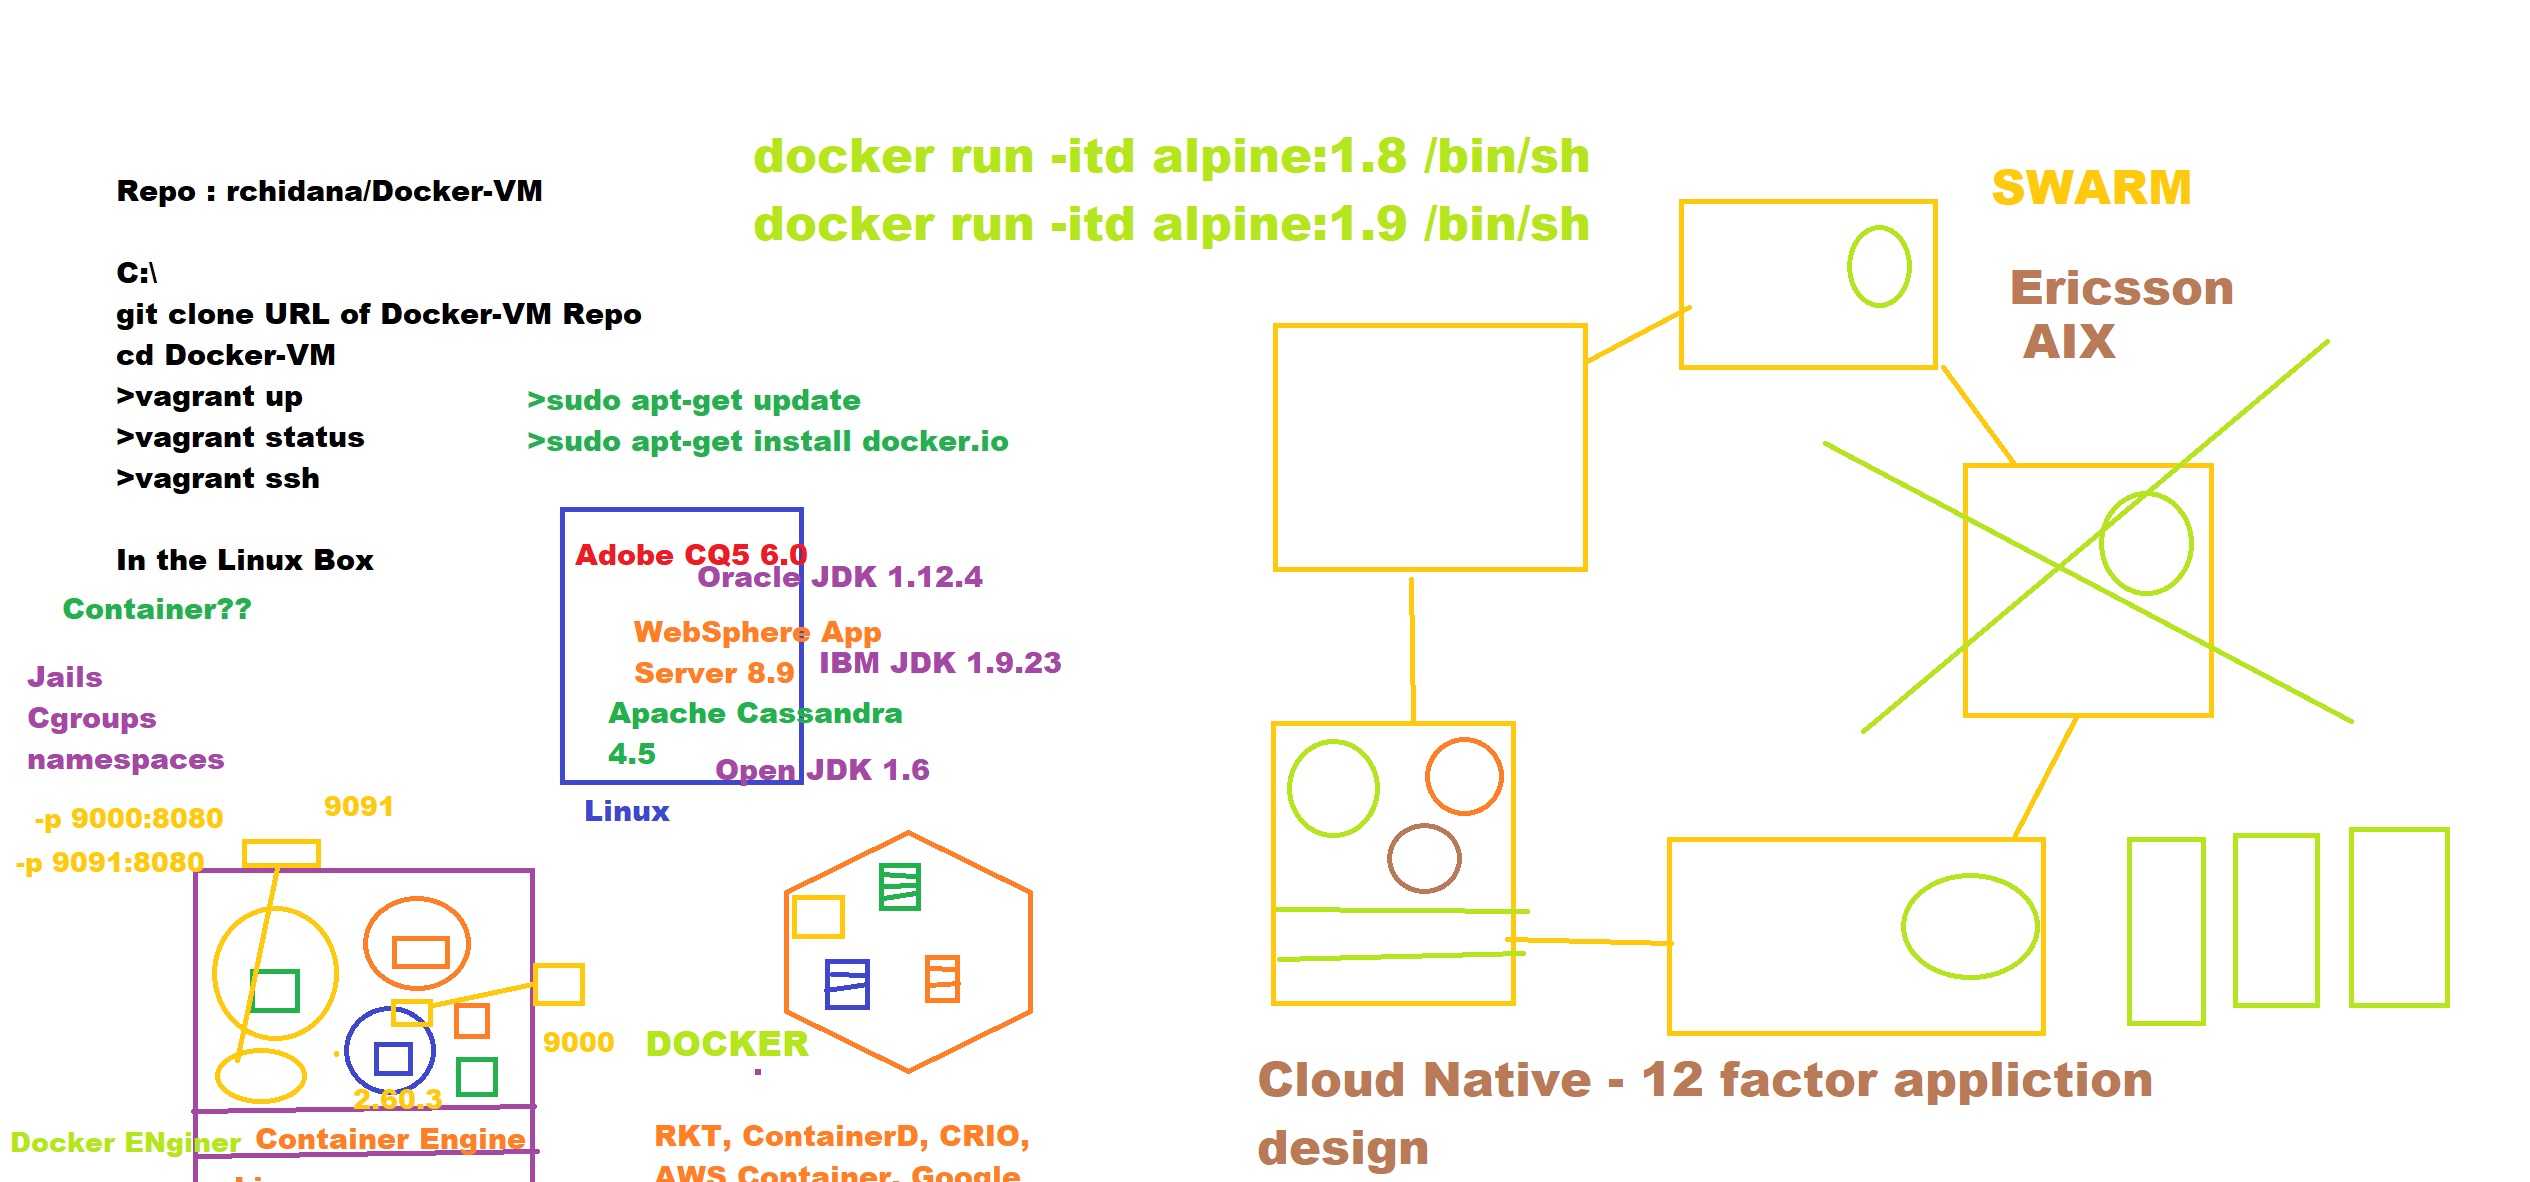 docker run -itd alpine:1.8 /bin/sh
docker run -itd alpine:1.9 /bin/sh
Repo : rchidana/Docker-VM
C:\
git clone URL of Docker-VM Repo
cd Docker-VM
>vagrant up
>vagrant status
>vagrant ssh
>sudo apt-get update
>sudo apt-get install docker.io
In the Linux Box
Container??
Jails
Cgroups
namespaces
Adobe CQ5 6.0
Oracle JDK 1.12.4
WebSphere App
Server 8.9
IBM JDK 1.9.23
Apache Cassandra
4.5
Open JDK 1.6
Linux
-p 9000:8080
9091
-p 9091:8080
9000
2.60.3
Docker ENginer
Container Engine
DOCKER
RKT, ContainerD, CRIO,
AWS Container, Google
SWARM
Ericsson
AIX
Cloud Native - 12 factor appliction
design